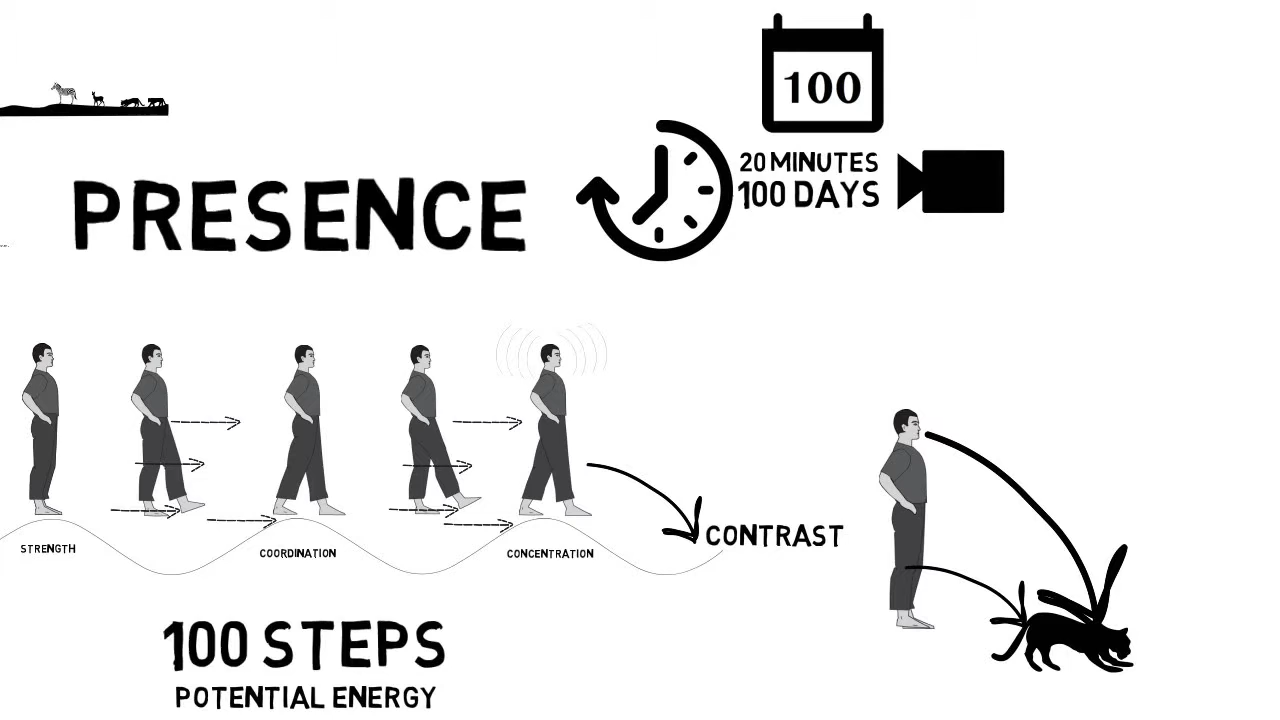 100
20 MINUTES
100 DAYS
PRESENCE
CONTRAST
STRENGTH
COORDINATION
CONCENTRATION
100 STEPS
POTENTIAL ENERGY